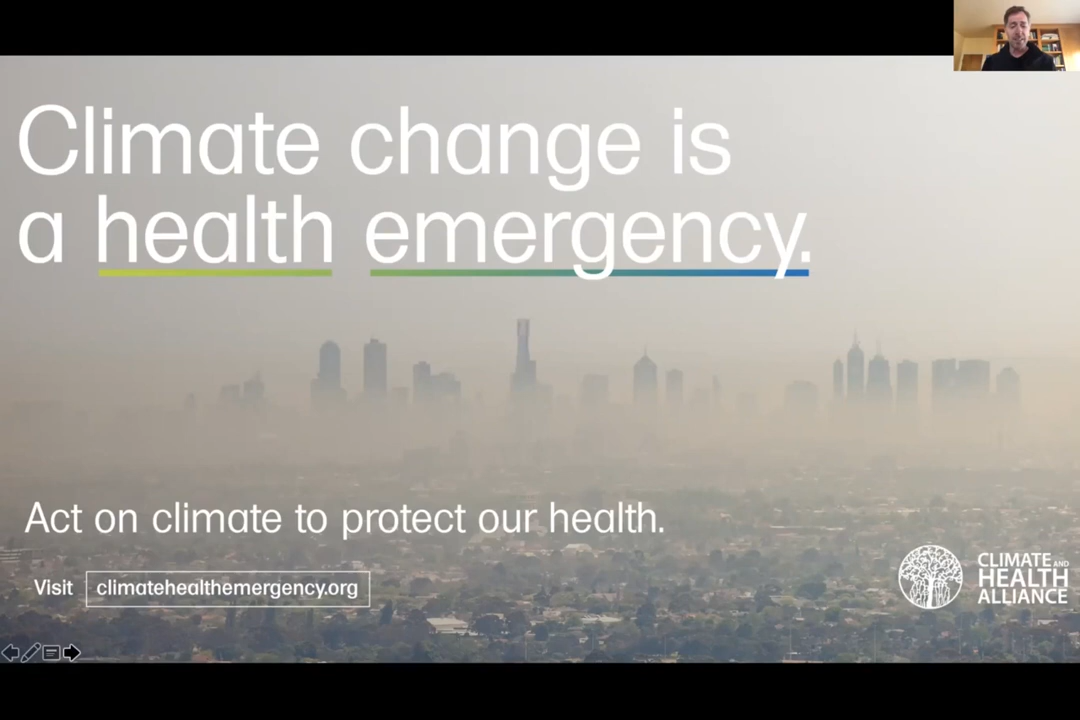 Climate change is
a health emergency.
Act on climate to protect our health.
Visit climatehealthemergency.org
CLIMATE AND
HEALTH
ALLIANCE